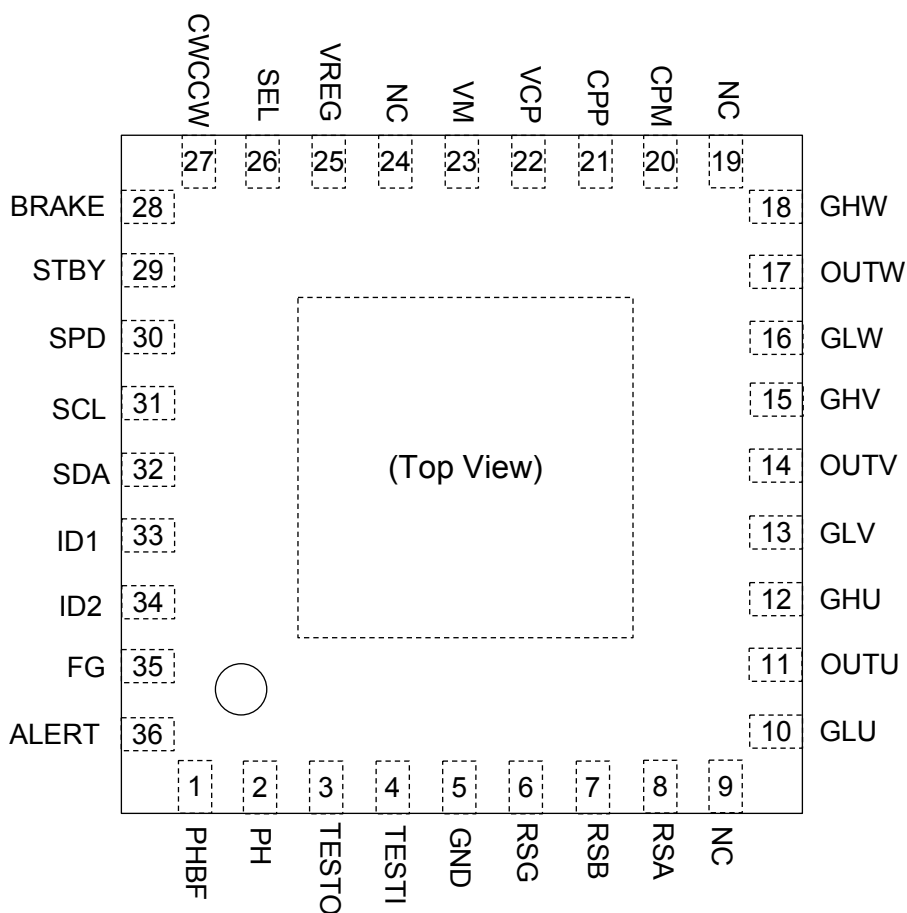 CWCCW SEL VREG NC VM VCP CPP CPM NC
27 26 25 24 23 22 21 20 19
BRAKE 28 18 GHW
STBY 29 17 OUTW
SPD 30 16 GLW
SCL 31 15 GHV
SDA 32 (Top View) 14 OUTV
ID1 33 13 GLV
ID2 34 12 GHU
FG 35 11 OUTU
ALERT 36 10 GLU
1 2 3 4 5 6 7 8 9
PHBF PH TESTO TESTI GND RSG RSB RSA NC